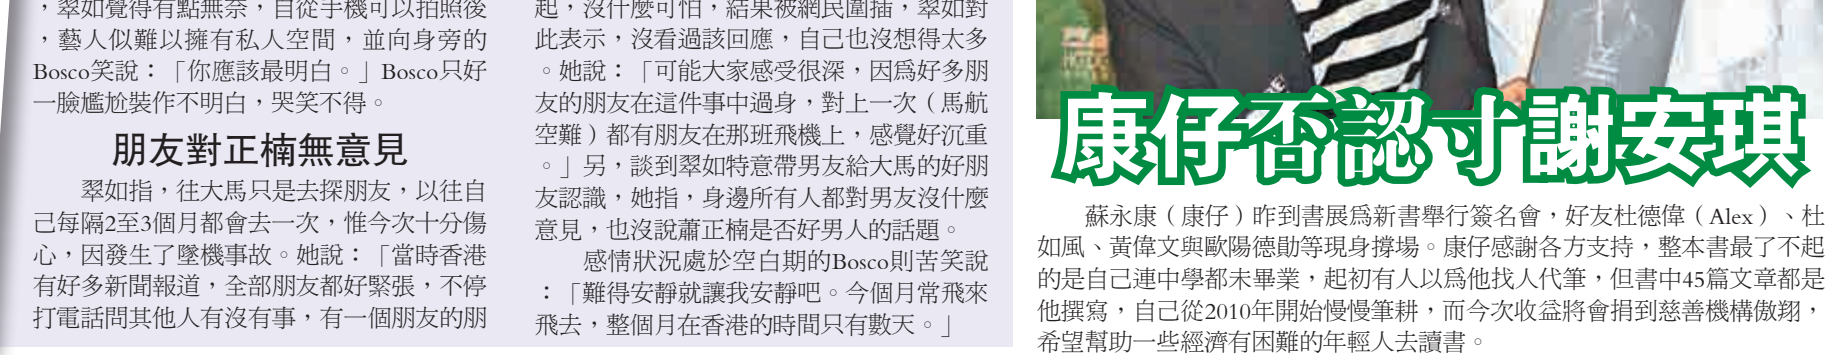 ，翠如覺得有點無奈，自從手機可以拍照後
，藝人似難以擁有私人空間，並向身旁的
Bosco笑說：「你應該最明白。」Bosco只好
一臉尷尬裝作不明白，哭笑不得。
朋友對正楠無意見
翠如指，往大馬只是去探朋友，以往自
己每隔2至3個月都會去一次，惟今次十分傷
心，因發生了墜機事故。她說：「當時香港
有好多新聞報道，全部朋友都好緊張，不停
打電話問其他人有沒有事，有一個朋友的朋
起，沒什麼可怕，結果被網民圍插，翠如對
此表示，沒看過該回應，自己也沒想得太多
。她說：「可能大家感受很深，因為好多朋
友的朋友在這件事中過身，對上一次（馬航
空難）都有朋友在那班飛機上，感覺好沉重
。」另，談到翠如特意帶男友給大馬的好朋
友認識，她指，身邊所有人都對男友沒什麼
意見，也沒說蕭正楠是否好男人的話題。
感情狀況處於空白期的Bosco則苦笑說
：「難得安靜就讓我安靜吧。今個月常飛來
飛去，整個月在香港的時間只有數天。」
康仔否認寸謝安琪
蘇永康（康仔）昨到書展為新書舉行簽名會，好友杜德偉（Alex）、杜
如風、黃偉文與歐陽德勛等現身撐場。康仔感謝各方支持，整本書最了不起
的是自己連中學都未畢業，起初有人以為他找人代筆，但書中45篇文章都是
他撰寫，自己從2010年開始慢慢筆耕，而今次收益將會捐到慈善機構傲翔，
希望幫助一些經濟有困難的年輕人去讀書。